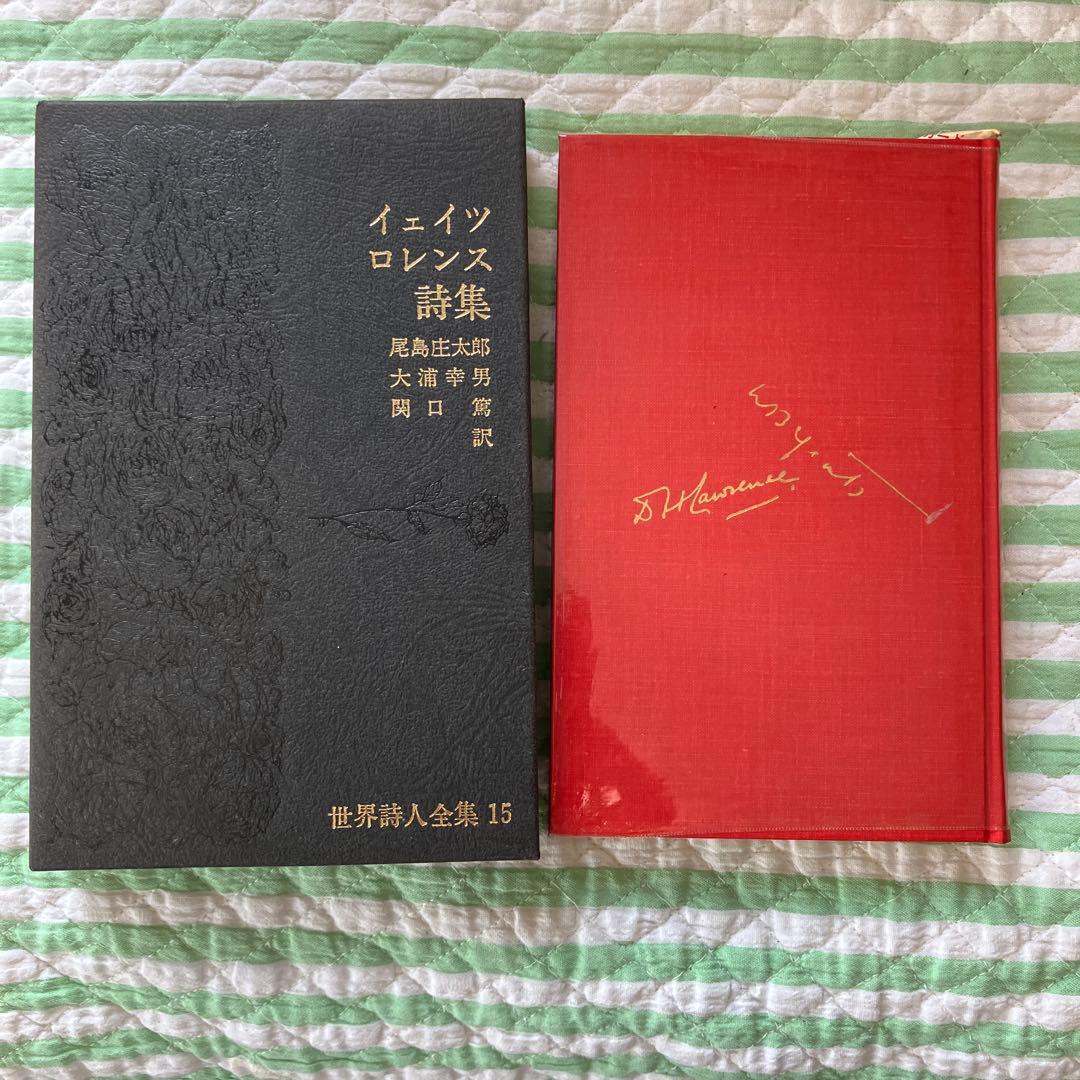 イェイツ
ロレンス
詩集
尾島庄太郎
大浦幸男
関口 篤
訳
世界詩人全集 15
D H Lawrence.